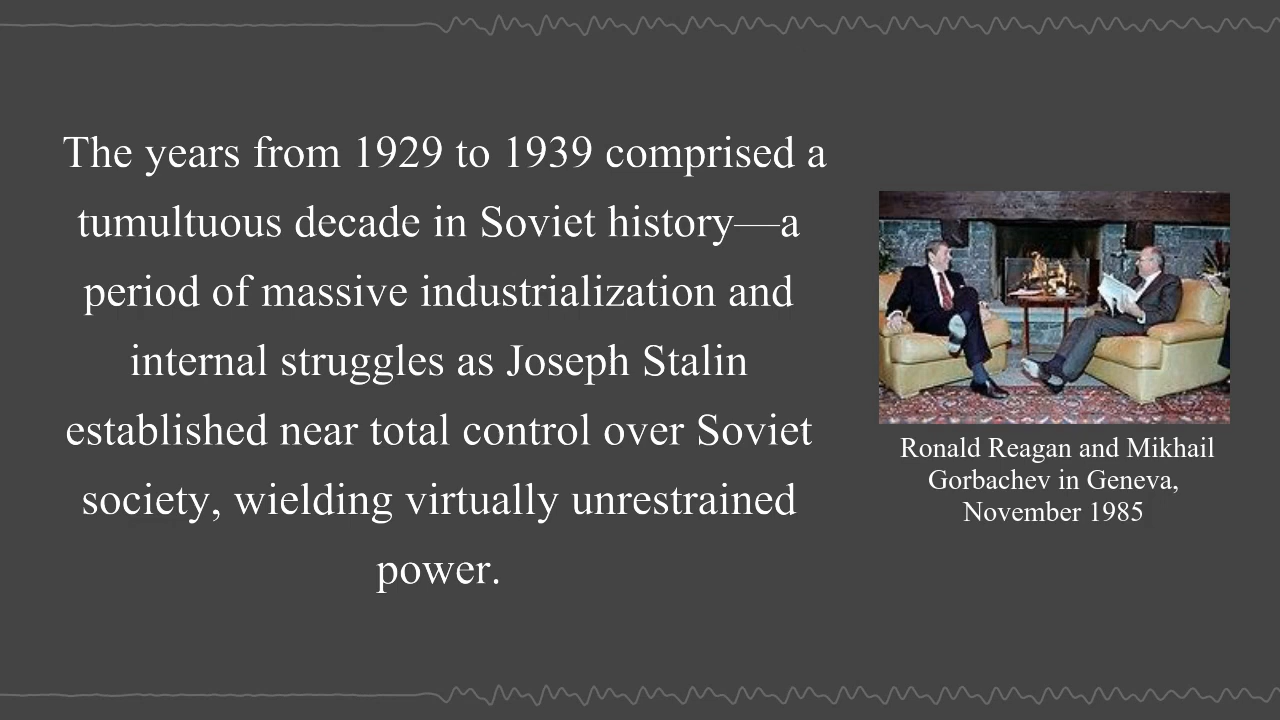 The years from 1929 to 1939 comprised a
tumultuous decade in Soviet history—a
period of massive industrialization and
internal struggles as Joseph Stalin
established near total control over Soviet
society, wielding virtually unrestrained
power.
Ronald Reagan and Mikhail
Gorbachev in Geneva,
November 1985